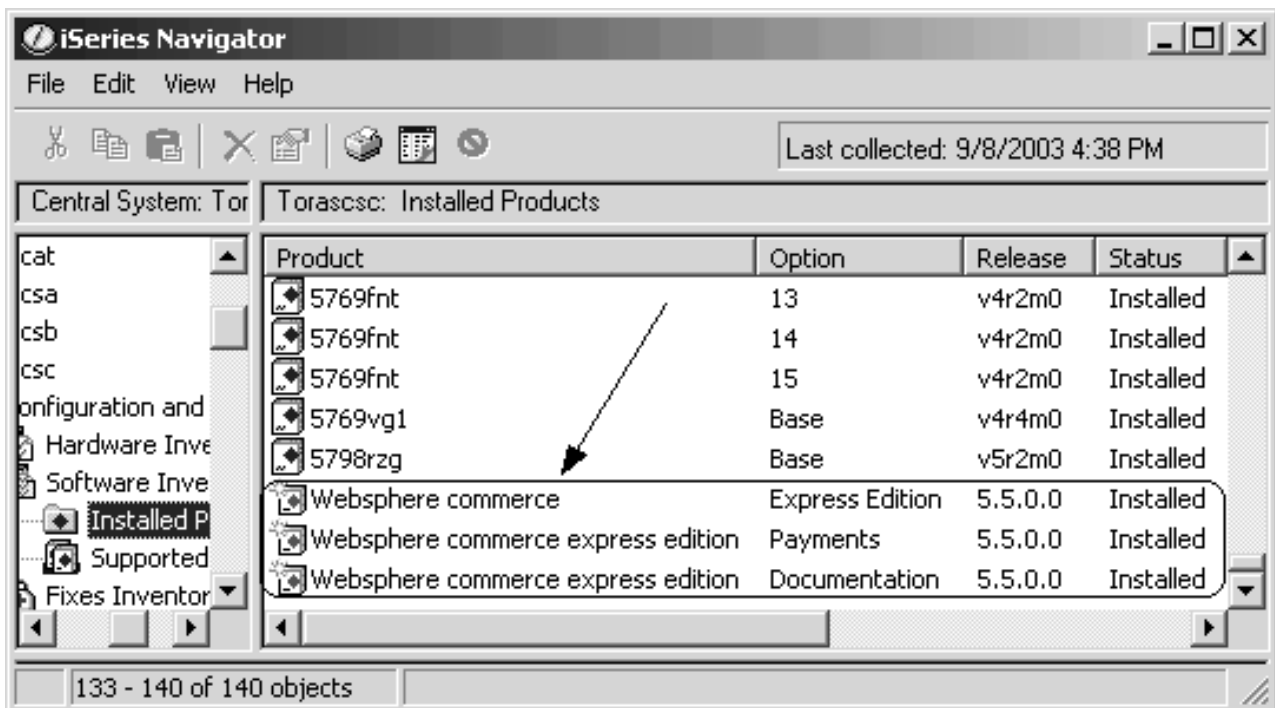 iSeries Navigator
File Edit View Help
Last collected: 9/8/2003 4:38 PM
Central System: Tor
Torascsc: Installed Products
cat
csa
csb
csc
onfiguration and
Hardware Inve
Software Inve
Installed P
Supported
Fixes Inventor
Product Option Release Status
5769fnt 13 v4r2m0 Installed
5769fnt 14 v4r2m0 Installed
5769fnt 15 v4r2m0 Installed
5769vg1 Base v4r4m0 Installed
5798rzg Base v5r2m0 Installed
Websphere commerce Express Edition 5.5.0.0 Installed
Websphere commerce express edition Payments 5.5.0.0 Installed
Websphere commerce express edition Documentation 5.5.0.0 Installed
133 - 140 of 140 objects